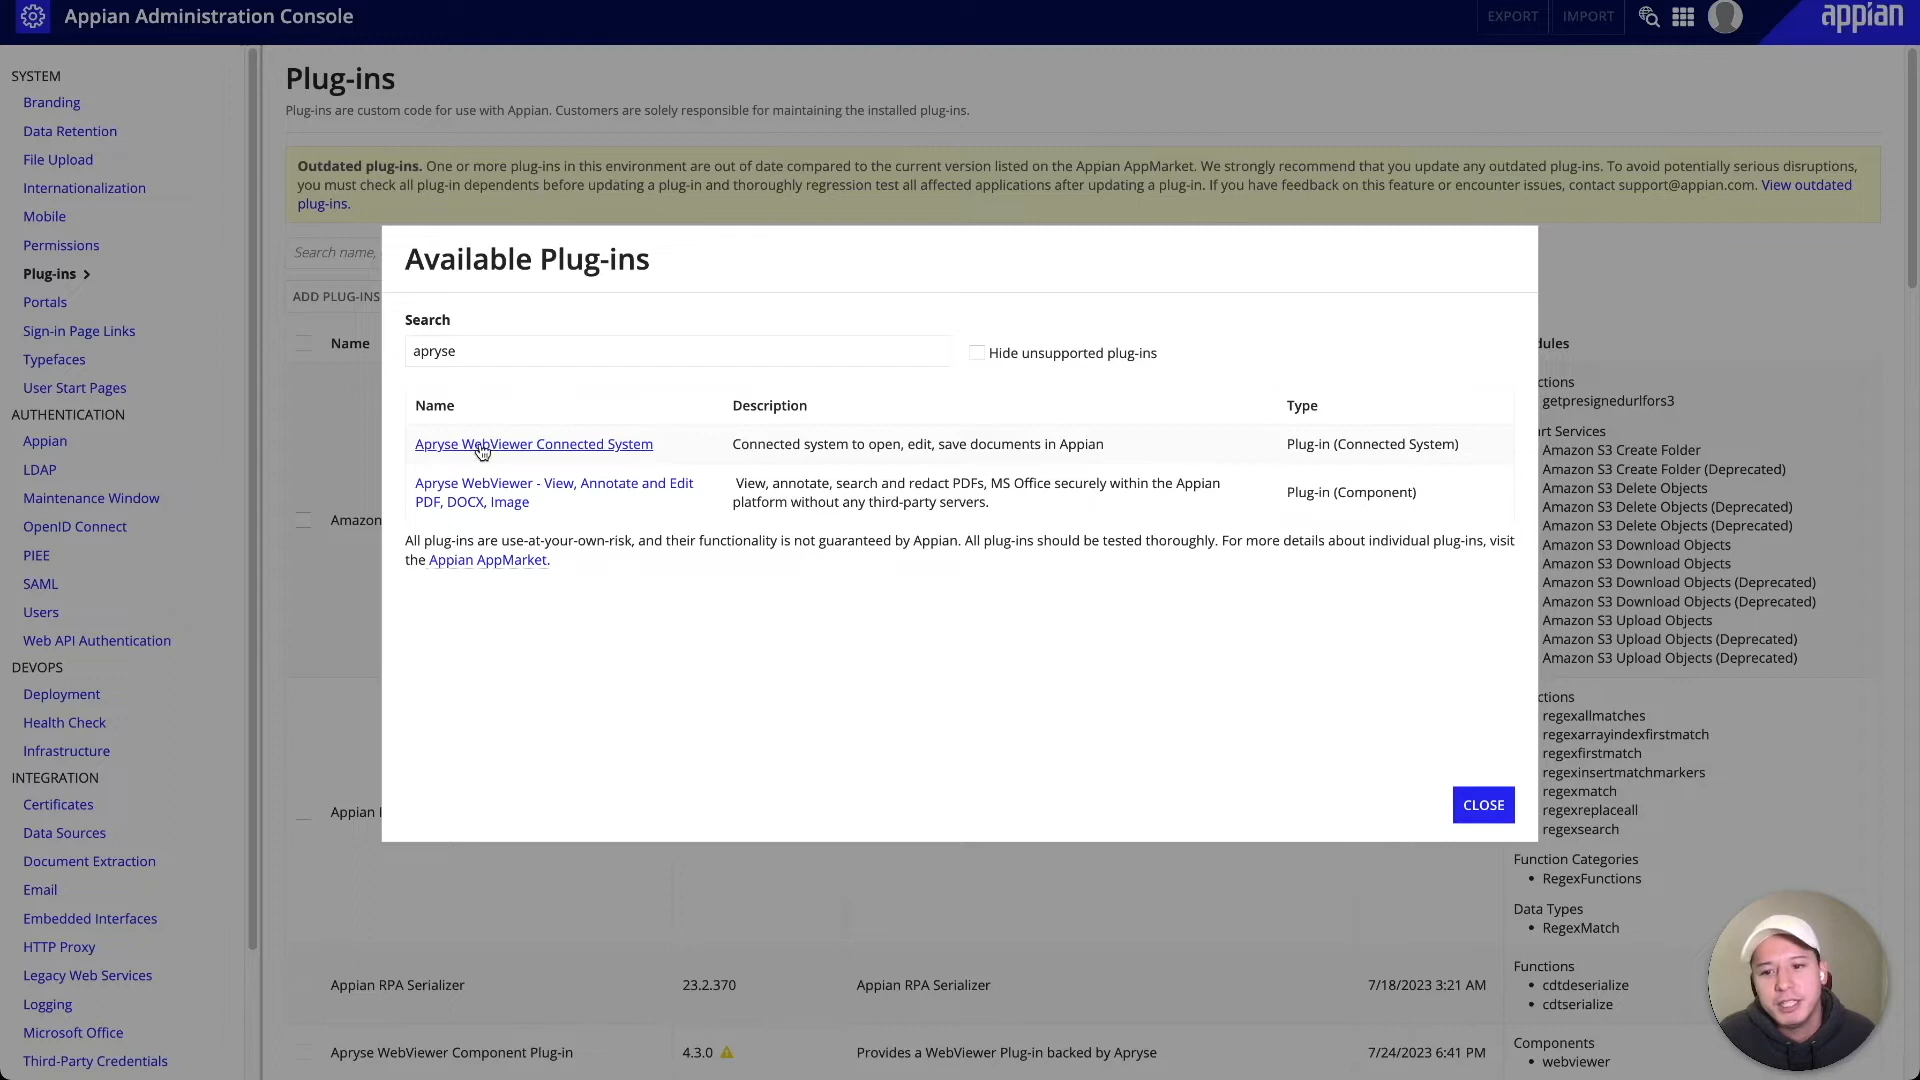 Appian Administration Console
EXPORT
IMPORT
appian
SYSTEM
Branding
Data Retention
File Upload
Internationalization
Mobile
Permissions
Plug-ins
Portals
Sign-in Page Links
Typefaces
User Start Pages
AUTHENTICATION
Appian
LDAP
Maintenance Window
OpenID Connect
PIEE
SAML
Users
Web API Authentication
DEVOPS
Deployment
Health Check
Infrastructure
INTEGRATION
Certificates
Data Sources
Document Extraction
Email
Embedded Interfaces
HTTP Proxy
Legacy Web Services
Logging
Microsoft Office
Third-Party Credentials
Plug-ins
Plug-ins are custom code for use with Appian. Customers are solely responsible for maintaining the installed plug-ins.
Outdated plug-ins. One or more plug-ins in this environment are out of date compared to the current version listed on the Appian AppMarket. We strongly recommend that you update any outdated plug-ins. To avoid potentially serious disruptions,
you must check all plug-in dependents before updating a plug-in and thoroughly regression test all affected applications after updating a plug-in. If you have feedback on this feature or encounter issues, contact support@appian.com. View outdated
plug-ins.
Search name,
ADD PLUG-INS
Name
Amazon
Appian
Available Plug-ins
Search
apryse
Hide unsupported plug-ins
Name Description Type
Apryse WebViewer Connected System Connected system to open, edit, save documents in Appian Plug-in (Connected System)
Apryse WebViewer - View, Annotate and Edit View, annotate, search and redact PDFs, MS Office securely within the Appian Plug-in (Component)
PDF, DOCX, Image platform without any third-party servers.
All plug-ins are use-at-your-own-risk, and their functionality is not guaranteed by Appian. All plug-ins should be tested thoroughly. For more details about individual plug-ins, visit
the Appian AppMarket.
CLOSE
dules
ctions
getpresignedurlfors3
rt Services
Amazon S3 Create Folder
Amazon S3 Create Folder (Deprecated)
Amazon S3 Delete Objects
Amazon S3 Delete Objects (Deprecated)
Amazon S3 Delete Objects (Deprecated)
Amazon S3 Download Objects
Amazon S3 Download Objects
Amazon S3 Download Objects (Deprecated)
Amazon S3 Download Objects (Deprecated)
Amazon S3 Upload Objects
Amazon S3 Upload Objects (Deprecated)
Amazon S3 Upload Objects (Deprecated)
ctions
regexallmatches
regexarrayindexfirstmatch
regexfirstmatch
regexinsertmatchmarkers
regexmatch
regexreplaceall
regexsearch
Function Categories
• RegexFunctions
Data Types
• RegexMatch
Appian RPA Serializer 23.2.370 Appian RPA Serializer 7/18/2023 3:21 AM
Functions
• cdtdeserialize
• cdtserialize
Apryse WebViewer Component Plug-in 4.3.0 Provides a WebViewer Plug-in backed by Apryse 7/24/2023 6:41 PM
Components
• webviewer